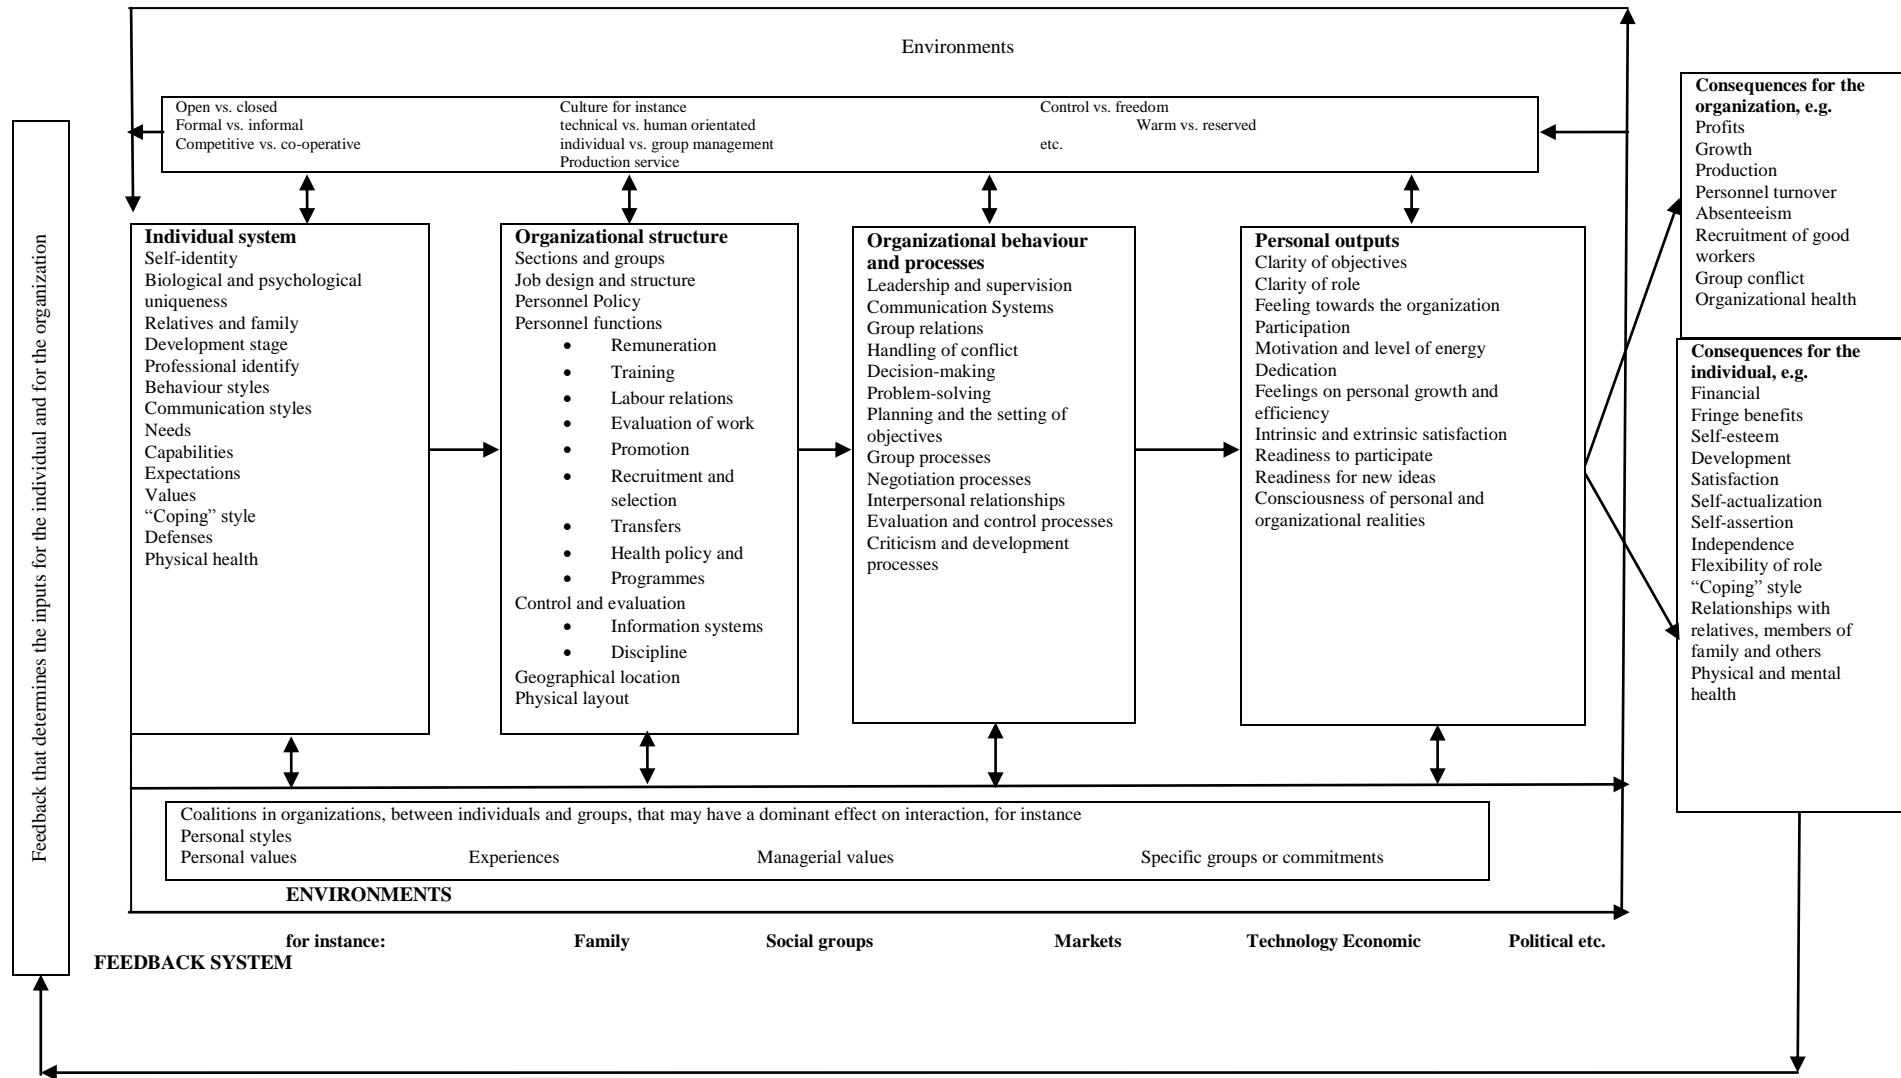 Environments
Open vs. closed
Formal vs. informal
Competitive vs. co-operative
Culture for instance
technical vs. human orientated
individual vs. group management
Production service
Control vs. freedom
Warm vs. reserved
etc.
Feedback that determines the inputs for the individual and for the organization
Individual system
Self-identity
Biological and psychological
uniqueness
Relatives and family
Development stage
Professional identify
Behaviour styles
Communication styles
Needs
Capabilities
Expectations
Values
“Coping” style
Defenses
Physical health
Organizational structure
Sections and groups
Job design and structure
Personnel Policy
Personnel functions
• Remuneration
• Training
• Labour relations
• Evaluation of work
• Promotion
• Recruitment and
selection
• Transfers
• Health policy and
• Programmes
Control and evaluation
• Information systems
• Discipline
Geographical location
Physical layout
Organizational behaviour
and processes
Leadership and supervision
Communication Systems
Group relations
Handling of conflict
Decision-making
Problem-solving
Planning and the setting of
objectives
Group processes
Negotiation processes
Interpersonal relationships
Evaluation and control processes
Criticism and development
processes
Personal outputs
Clarity of objectives
Clarity of role
Feeling towards the organization
Participation
Motivation and level of energy
Dedication
Feelings on personal growth and
efficiency
Intrinsic and extrinsic satisfaction
Readiness to participate
Readiness for new ideas
Consciousness of personal and
organizational realities
Consequences for the
organization, e.g.
Profits
Growth
Production
Personnel turnover
Absenteeism
Recruitment of good
workers
Group conflict
Organizational health
Consequences for the
individual, e.g.
Financial
Fringe benefits
Self-esteem
Development
Satisfaction
Self-actualization
Self-assertion
Independence
Flexibility of role
“Coping” style
Relationships with
relatives, members of
family and others
Physical and mental
health
Coalitions in organizations, between individuals and groups, that may have a dominant effect on interaction, for instance
Personal styles
Personal values Experiences Managerial values Specific groups or commitments
ENVIRONMENTS
for instance: Family Social groups Markets Technology Economic Political etc.
FEEDBACK SYSTEM